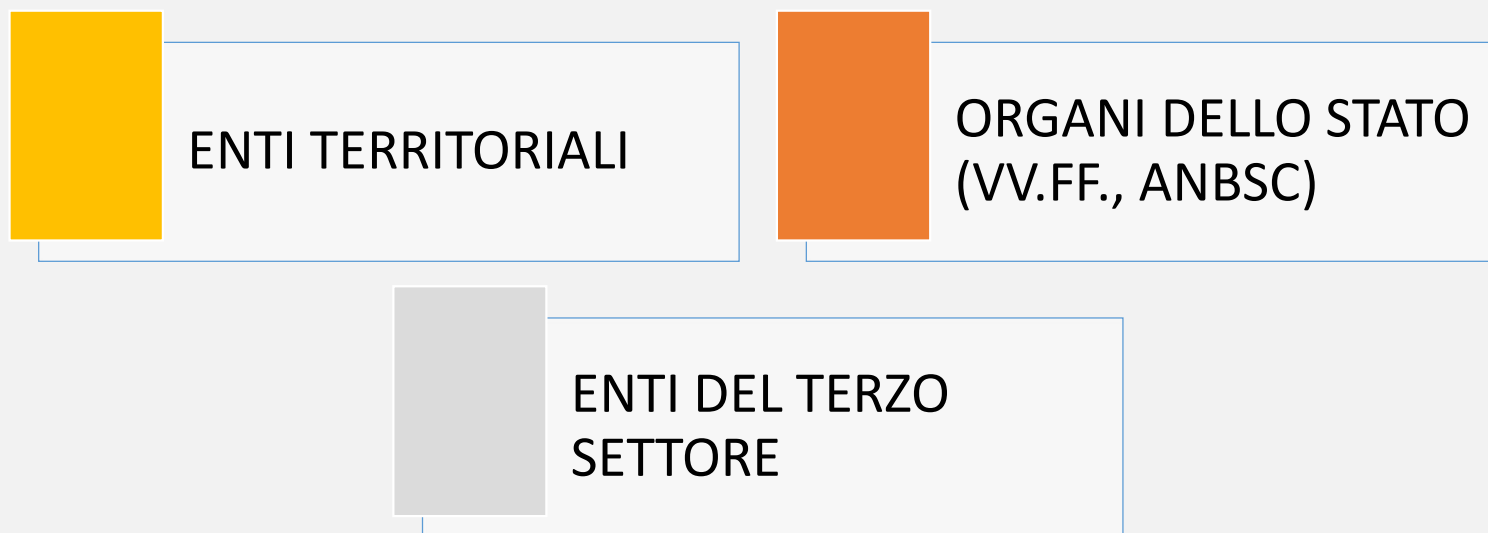 ENTI TERRITORIALI
ORGANI DELLO STATO
(VV.FF., ANBSC)
ENTI DEL TERZO
SETTORE